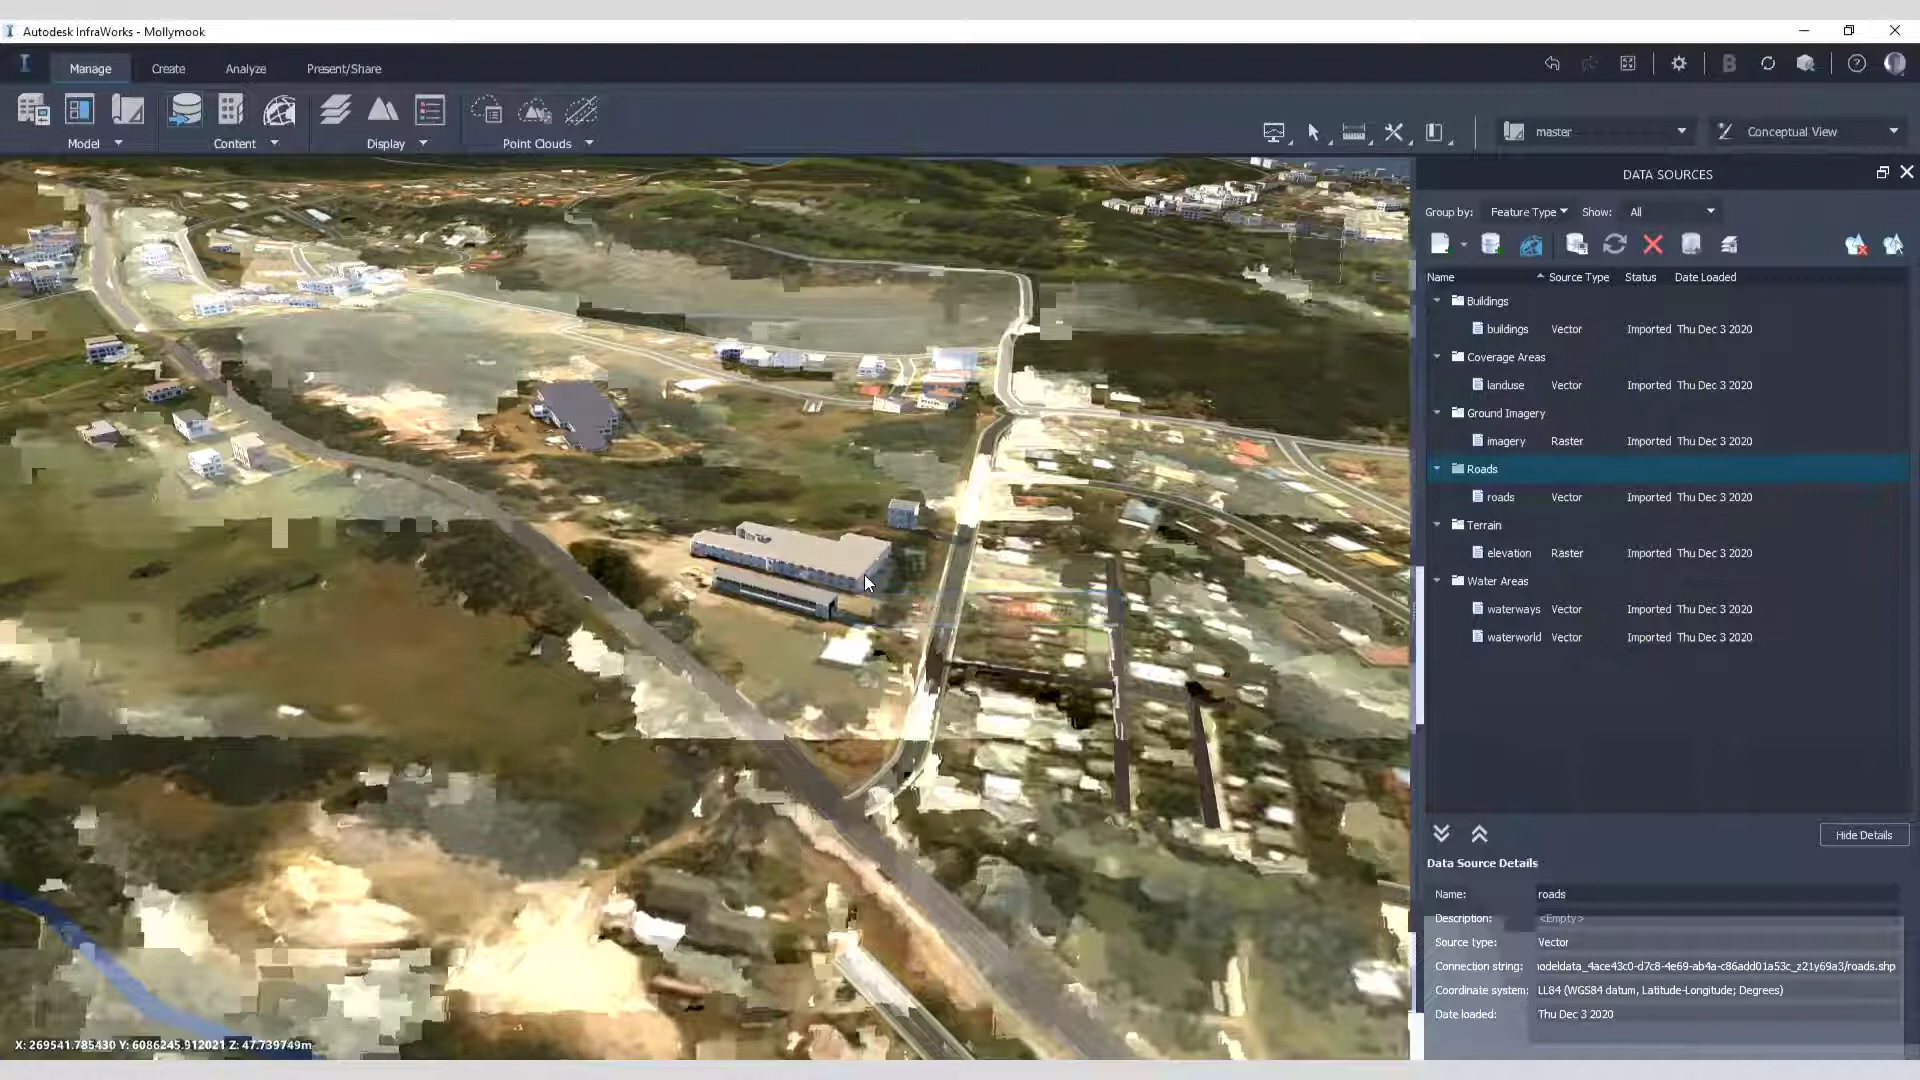 Autodesk InfraWorks - Mollymook
Manage Create Analyze Present/Share
Model Content Display Point Clouds
master Conceptual View
DATA SOURCES
Group by: Feature Type Show: All
Name Source Type Status Date Loaded
Buildings
buildings Vector Imported Thu Dec 3 2020
Coverage Areas
landuse Vector Imported Thu Dec 3 2020
Ground Imagery
imagery Raster Imported Thu Dec 3 2020
Roads
roads Vector Imported Thu Dec 3 2020
Terrain
elevation Raster Imported Thu Dec 3 2020
Water Areas
waterways Vector Imported Thu Dec 3 2020
waterworld Vector Imported Thu Dec 3 2020
Hide Details
Data Source Details
Name: roads
Description: <Empty>
Source type: Vector
Connection string: odeldata_4ace43c0-d7c8-4e69-ab4a-c86add01a53c_z21y69a3/roads.shp
Coordinate system: LL84 (WGS84 datum, Latitude-Longitude; Degrees)
Date loaded: Thu Dec 3 2020
X: 269541.785430 Y: 6086245.912021 Z: 47.739749m